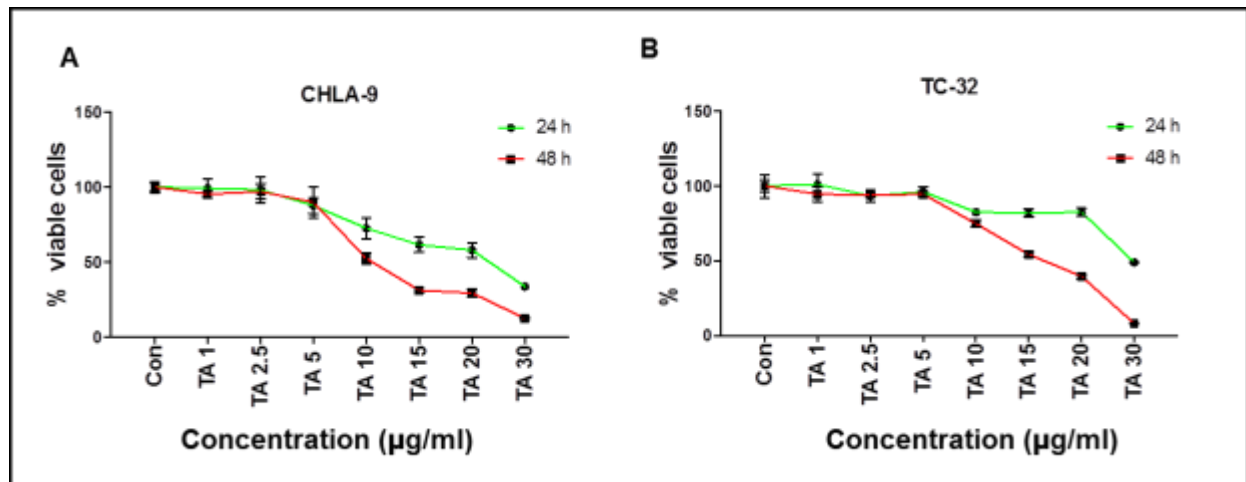 A
CHLA-9
150
100
50
0
% viable cells
24 h
48 h
Con
TA 1
TA 2.5
TA 5
TA 10
TA 15
TA 20
TA 30
Concentration (µg/ml)
B
TC-32
150
100
50
0
% viable cells
24 h
48 h
Con
TA 1
TA 2.5
TA 5
TA 10
TA 15
TA 20
TA 30
Concentration (µg/ml)